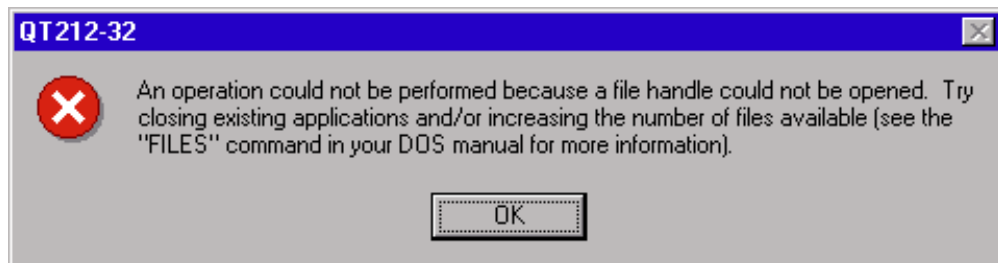 QT212-32
An operation could not be performed because a file handle could not be opened.  Try
closing existing applications and/or increasing the number of files available (see the
"FILES" command in your DOS manual for more information).
OK